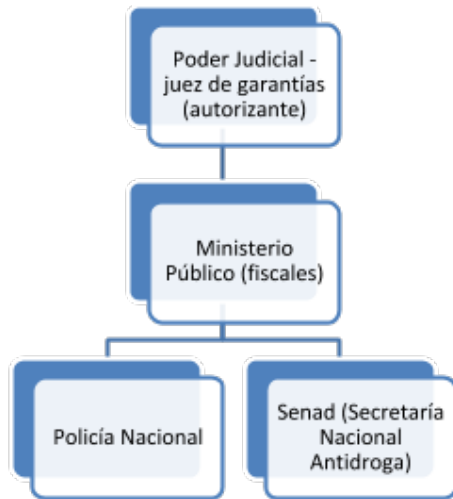 Poder Judicial -
juez de garantías
(autorizante)
Ministerio
Público (fiscales)
Policía Nacional
Senad (Secretaría
Nacional
Antidroga)